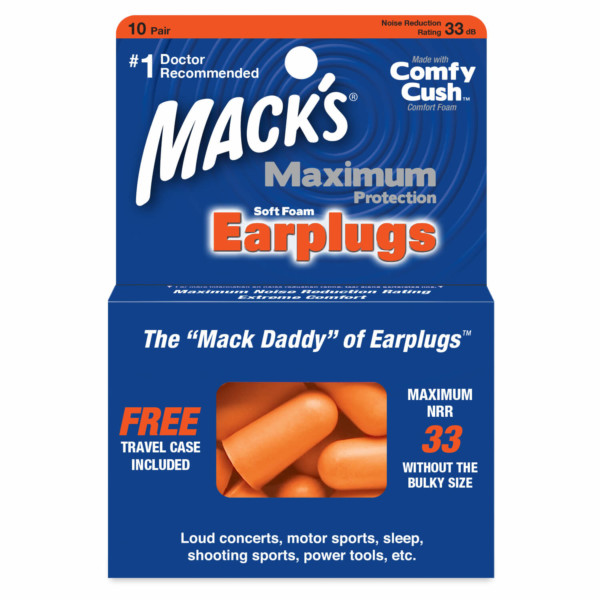 10 Pair
Noise Reduction
Rating 33 dB
#1 Doctor
Recommended
Made with
Comfy
Cush™
Comfort Foam
MACK'S®
Maximum
Protection
Soft Foam
Earplugs
Maximum Noise Reduction Rating
Extreme Comfort
The “Mack Daddy” of Earplugs™
FREE
TRAVEL CASE
INCLUDED
MAXIMUM
NRR
33
WITHOUT THE
BULKY SIZE
Loud concerts, motor sports, sleep,
shooting sports, power tools, etc.